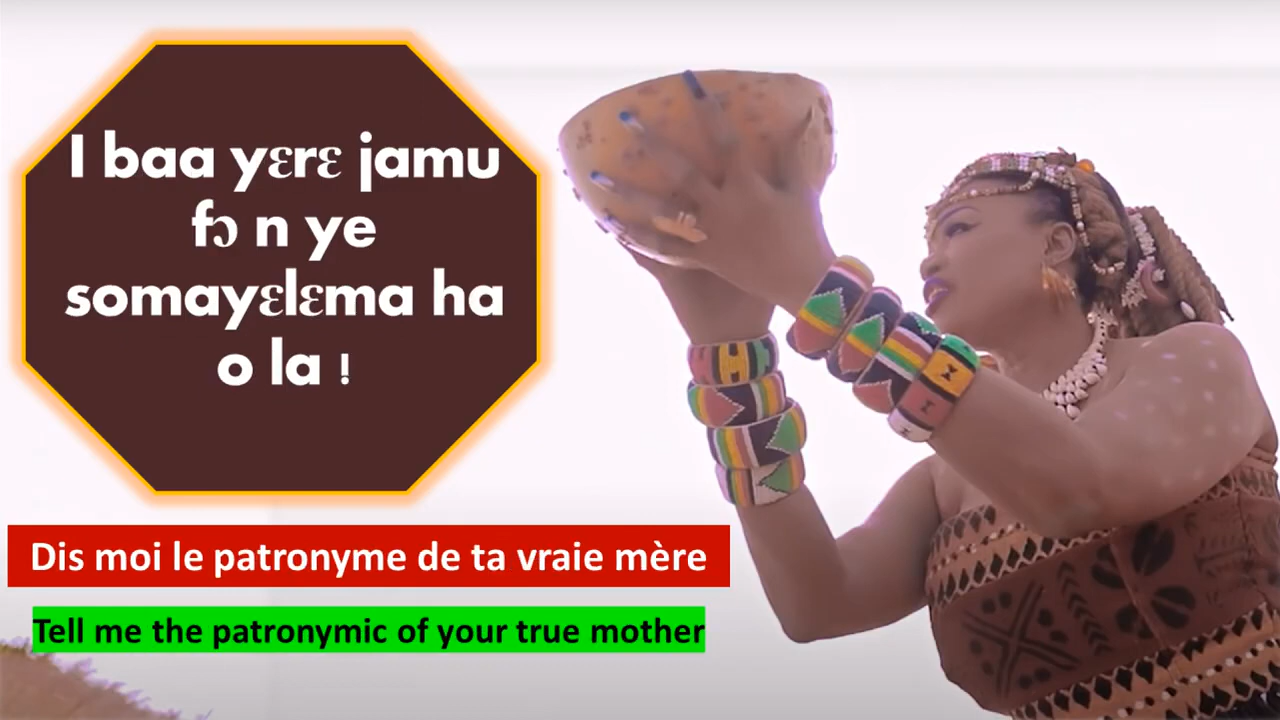 I baa yɛrɛ jamu
fɔ n ye
somayɛlɛma ha
o la !
Dis moi le patronyme de ta vraie mère
Tell me the patronymic of your true mother